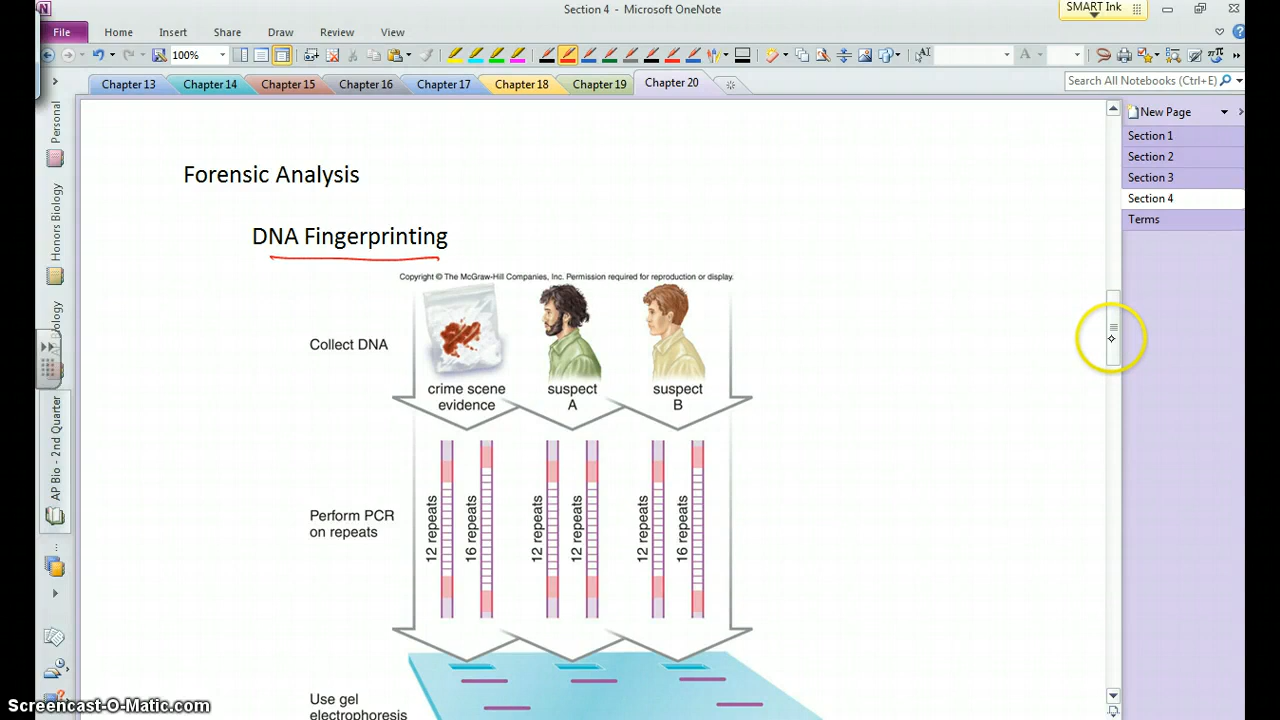 Section 4 - Microsoft OneNote
SMART Ink
File Home Insert Share Draw Review View
100%
Chapter 13 Chapter 14 Chapter 15 Chapter 16 Chapter 17 Chapter 18 Chapter 19 Chapter 20
Search All Notebooks (Ctrl+E)
New Page
Section 1
Section 2
Section 3
Section 4
Terms
Personal
Honors Biology
Biology
AP Bio - 2nd Quarter
Forensic Analysis
DNA Fingerprinting
Copyright © The McGraw-Hill Companies, Inc. Permission required for reproduction or display.
Collect DNA
crime scene
evidence
suspect
A
suspect
B
Perform PCR
on repeats
12 repeats
16 repeats
12 repeats
12 repeats
12 repeats
16 repeats
Use gel
electrophoresis
Screencast-O-Matic.com